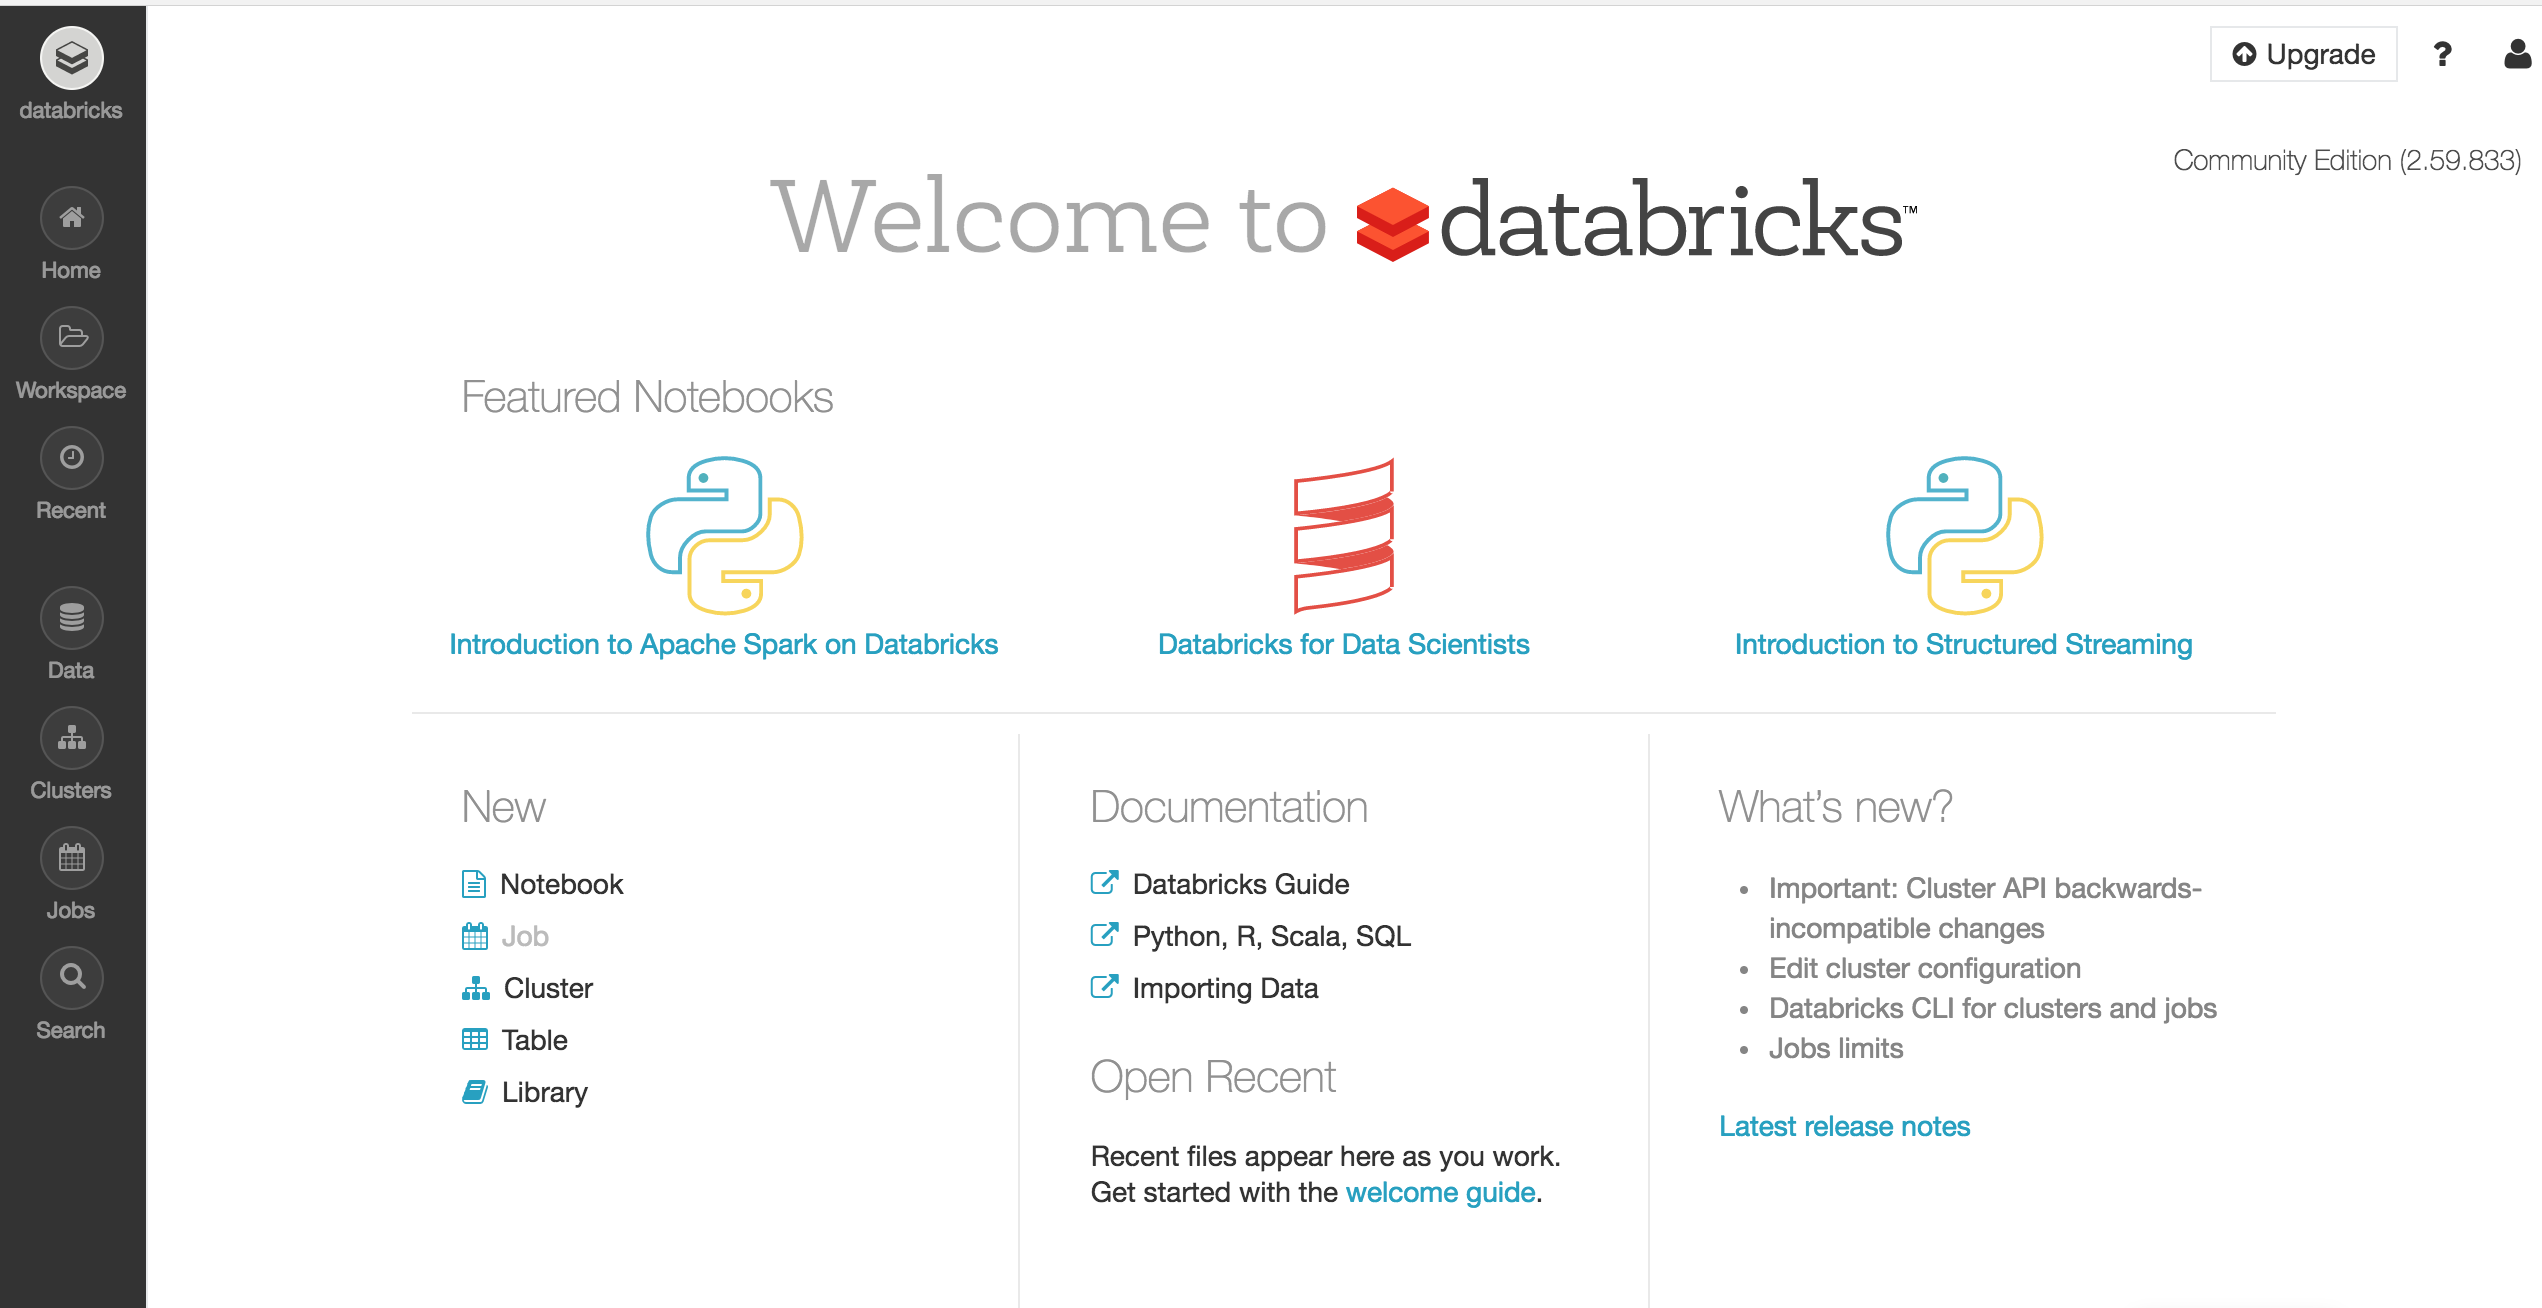 databricks
Home
Workspace
Recent
Data
Clusters
Jobs
Search
Upgrade ?
Community Edition (2.59.833)
Welcome to databricks™
Featured Notebooks
Introduction to Apache Spark on Databricks
Databricks for Data Scientists
Introduction to Structured Streaming
New
Notebook
Job
Cluster
Table
Library
Documentation
Databricks Guide
Python, R, Scala, SQL
Importing Data
Open Recent
Recent files appear here as you work.
Get started with the welcome guide.
What's new?
• Important: Cluster API backwards-
incompatible changes
• Edit cluster configuration
• Databricks CLI for clusters and jobs
• Jobs limits
Latest release notes